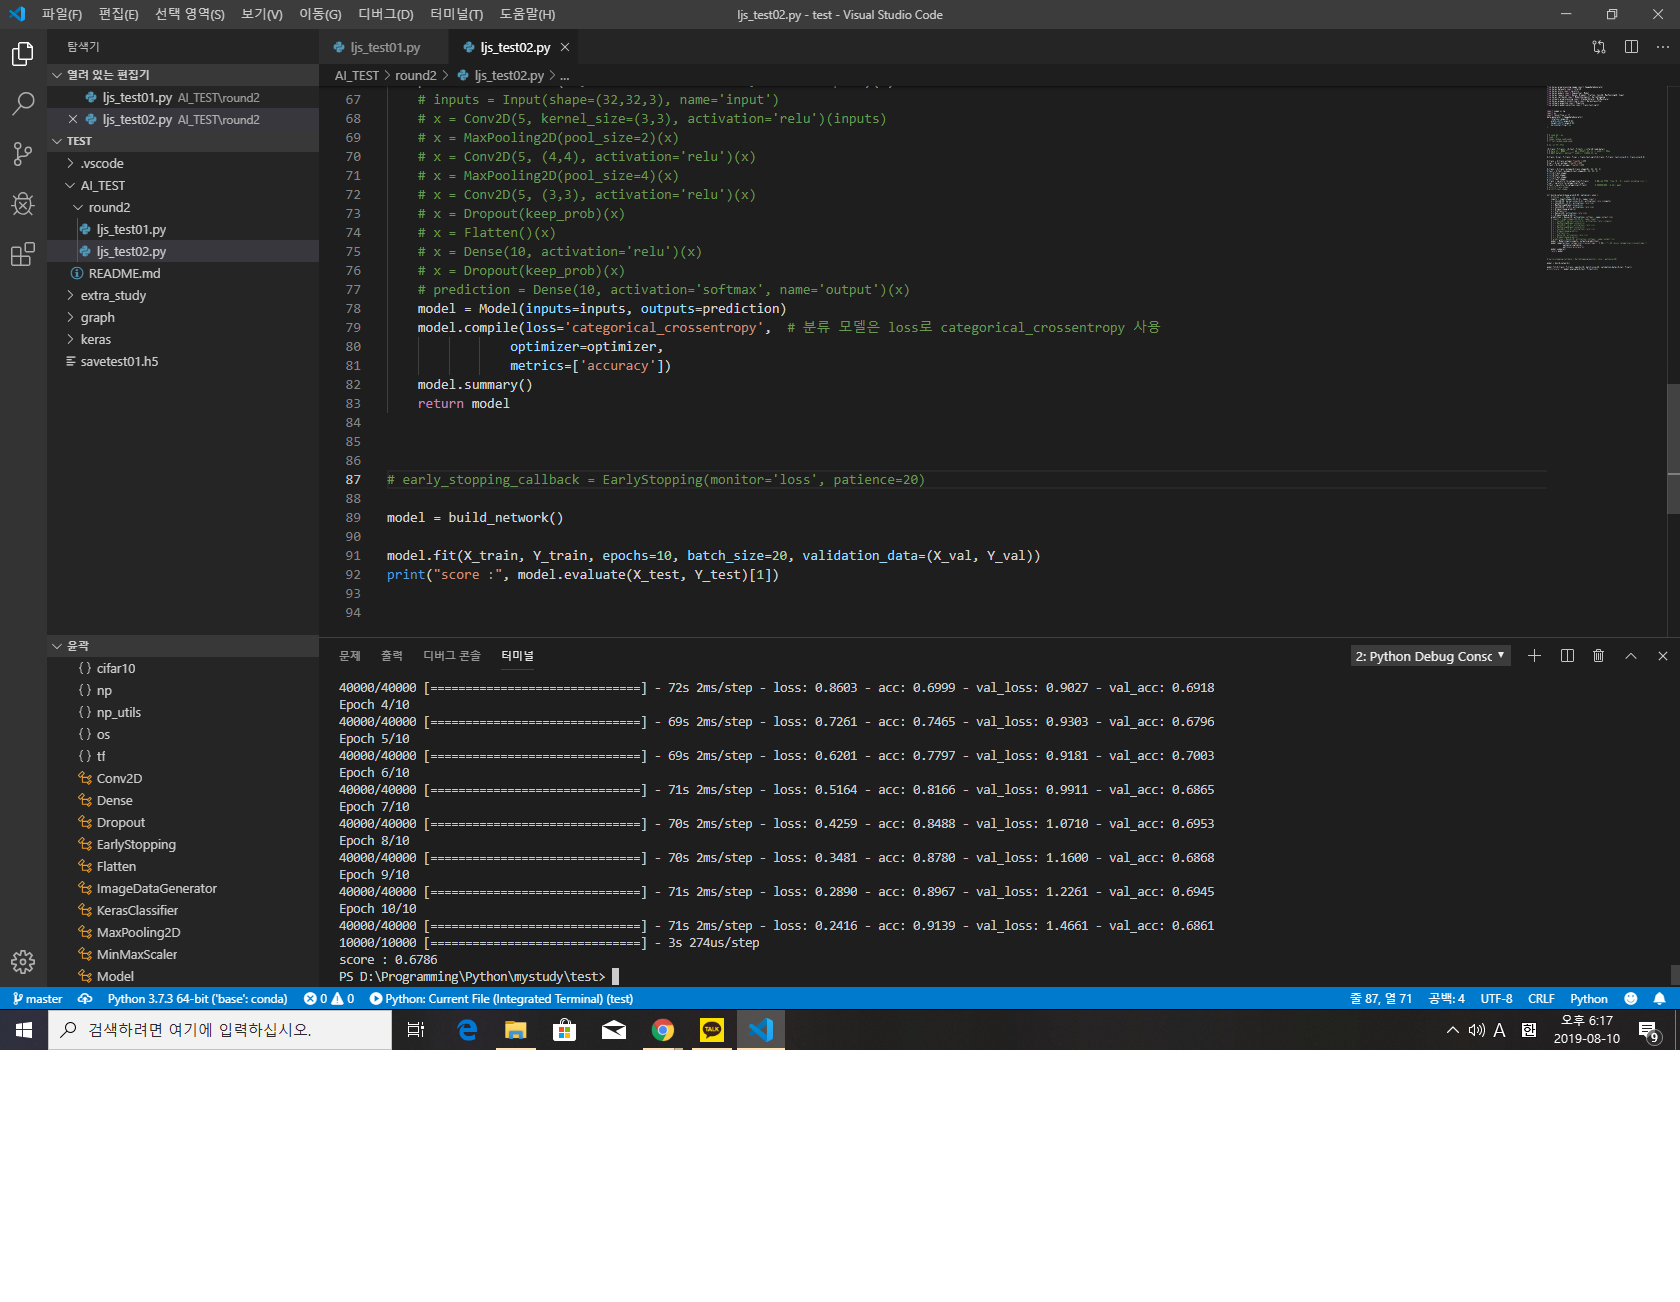 파일(F) 편집(E) 선택 영역(S) 보기(V) 이동(G) 디버그(D) 터미널(T) 도움말(H)
ljs_test02.py - test - Visual Studio Code
탐색기
열려 있는 편집기
ljs_test01.py AI_TEST\round2
ljs_test02.py AI_TEST\round2
TEST
.vscode
AI_TEST
round2
ljs_test01.py
ljs_test02.py
README.md
extra_study
graph
keras
savetest01.h5
윤곽
{} cifar10
{} np
{} np_utils
{} os
{} tf
Conv2D
Dense
Dropout
EarlyStopping
Flatten
ImageDataGenerator
KerasClassifier
MaxPooling2D
MinMaxScaler
Model
ljs_test01.py
ljs_test02.py
AI_TEST > round2 > ljs_test02.py > ...
67 # inputs = Input(shape=(32,32,3), name='input')
68 # x = Conv2D(5, kernel_size=(3,3), activation='relu')(inputs)
69 # x = MaxPooling2D(pool_size=2)(x)
70 # x = Conv2D(5, (4,4), activation='relu')(x)
71 # x = MaxPooling2D(pool_size=4)(x)
72 # x = Conv2D(5, (3,3), activation='relu')(x)
73 # x = Dropout(keep_prob)(x)
74 # x = Flatten()(x)
75 # x = Dense(10, activation='relu')(x)
76 # x = Dropout(keep_prob)(x)
77 # prediction = Dense(10, activation='softmax', name='output')(x)
78 model = Model(inputs=inputs, outputs=prediction)
79 model.compile(loss='categorical_crossentropy', # 분류 모델은 loss로 categorical_crossentropy 사용
80 optimizer=optimizer,
81 metrics=['accuracy'])
82 model.summary()
83 return model
84
85
86
87 # early_stopping_callback = EarlyStopping(monitor='loss', patience=20)
88
89 model = build_network()
90
91 model.fit(X_train, Y_train, epochs=10, batch_size=20, validation_data=(X_val, Y_val))
92 print("score :", model.evaluate(X_test, Y_test)[1])
93
94
문제 출력 디버그 콘솔 터미널
2: Python Debug Consc
40000/40000 [==============================] - 72s 2ms/step - loss: 0.8603 - acc: 0.6999 - val_loss: 0.9027 - val_acc: 0.6918
Epoch 4/10
40000/40000 [==============================] - 69s 2ms/step - loss: 0.7261 - acc: 0.7465 - val_loss: 0.9303 - val_acc: 0.6796
Epoch 5/10
40000/40000 [==============================] - 69s 2ms/step - loss: 0.6201 - acc: 0.7797 - val_loss: 0.9181 - val_acc: 0.7003
Epoch 6/10
40000/40000 [==============================] - 71s 2ms/step - loss: 0.5164 - acc: 0.8166 - val_loss: 0.9911 - val_acc: 0.6865
Epoch 7/10
40000/40000 [==============================] - 70s 2ms/step - loss: 0.4259 - acc: 0.8488 - val_loss: 1.0710 - val_acc: 0.6953
Epoch 8/10
40000/40000 [==============================] - 70s 2ms/step - loss: 0.3481 - acc: 0.8780 - val_loss: 1.1600 - val_acc: 0.6868
Epoch 9/10
40000/40000 [==============================] - 71s 2ms/step - loss: 0.2890 - acc: 0.8967 - val_loss: 1.2261 - val_acc: 0.6945
Epoch 10/10
40000/40000 [==============================] - 71s 2ms/step - loss: 0.2416 - acc: 0.9139 - val_loss: 1.4661 - val_acc: 0.6861
10000/10000 [==============================] - 3s 274us/step
score : 0.6786
PS D:\Programming\Python\mystudy\test>
master Python 3.7.3 64-bit ('base': conda) 0 0 Python: Current File (Integrated Terminal) (test)
줄 87, 열 71 공백: 4 UTF-8 CRLF Python
검색하려면 여기에 입력하십시오.
TALK
A 한
오후 6:17
2019-08-10
9